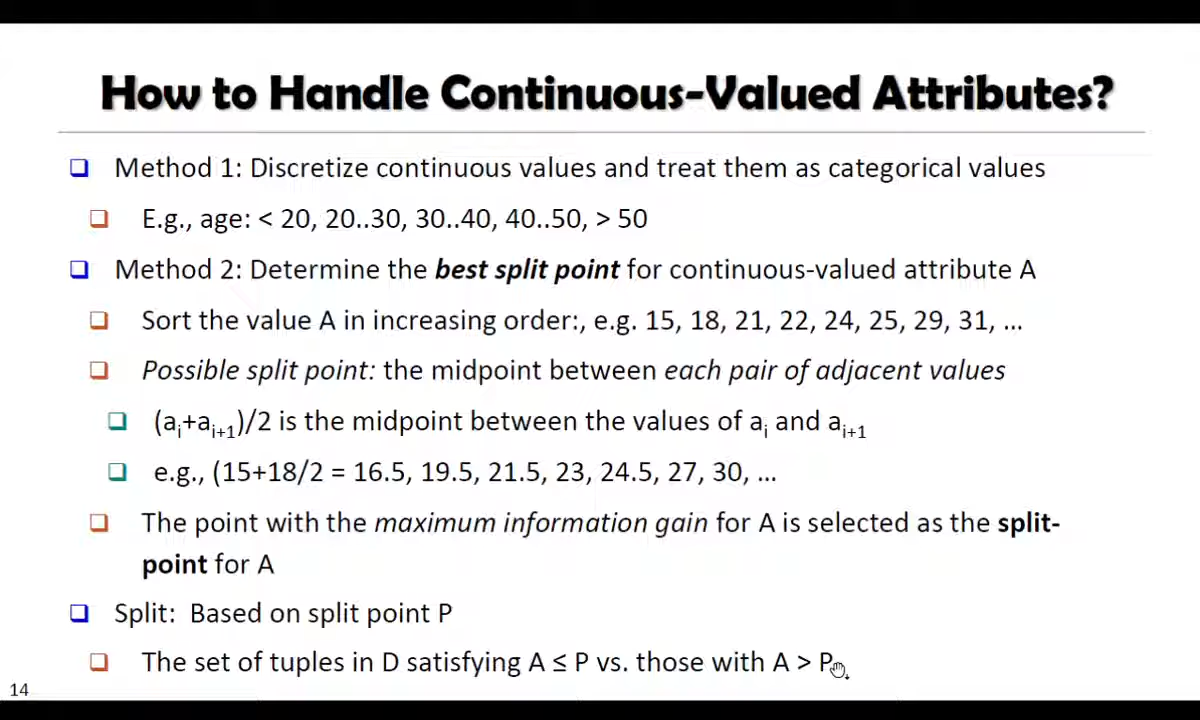 How to Handle Continuous-Valued Attributes?
Method 1: Discretize continuous values and treat them as categorical values
E.g., age: < 20, 20..30, 30..40, 40..50, > 50
Method 2: Determine the best split point for continuous-valued attribute A
Sort the value A in increasing order:, e.g. 15, 18, 21, 22, 24, 25, 29, 31, ...
Possible split point: the midpoint between each pair of adjacent values
(ai+ai+1)/2 is the midpoint between the values of ai and ai+1
e.g., (15+18/2 = 16.5, 19.5, 21.5, 23, 24.5, 27, 30, ...
The point with the maximum information gain for A is selected as the split-
point for A
Split: Based on split point P
The set of tuples in D satisfying A ≤ P vs. those with A > P
14